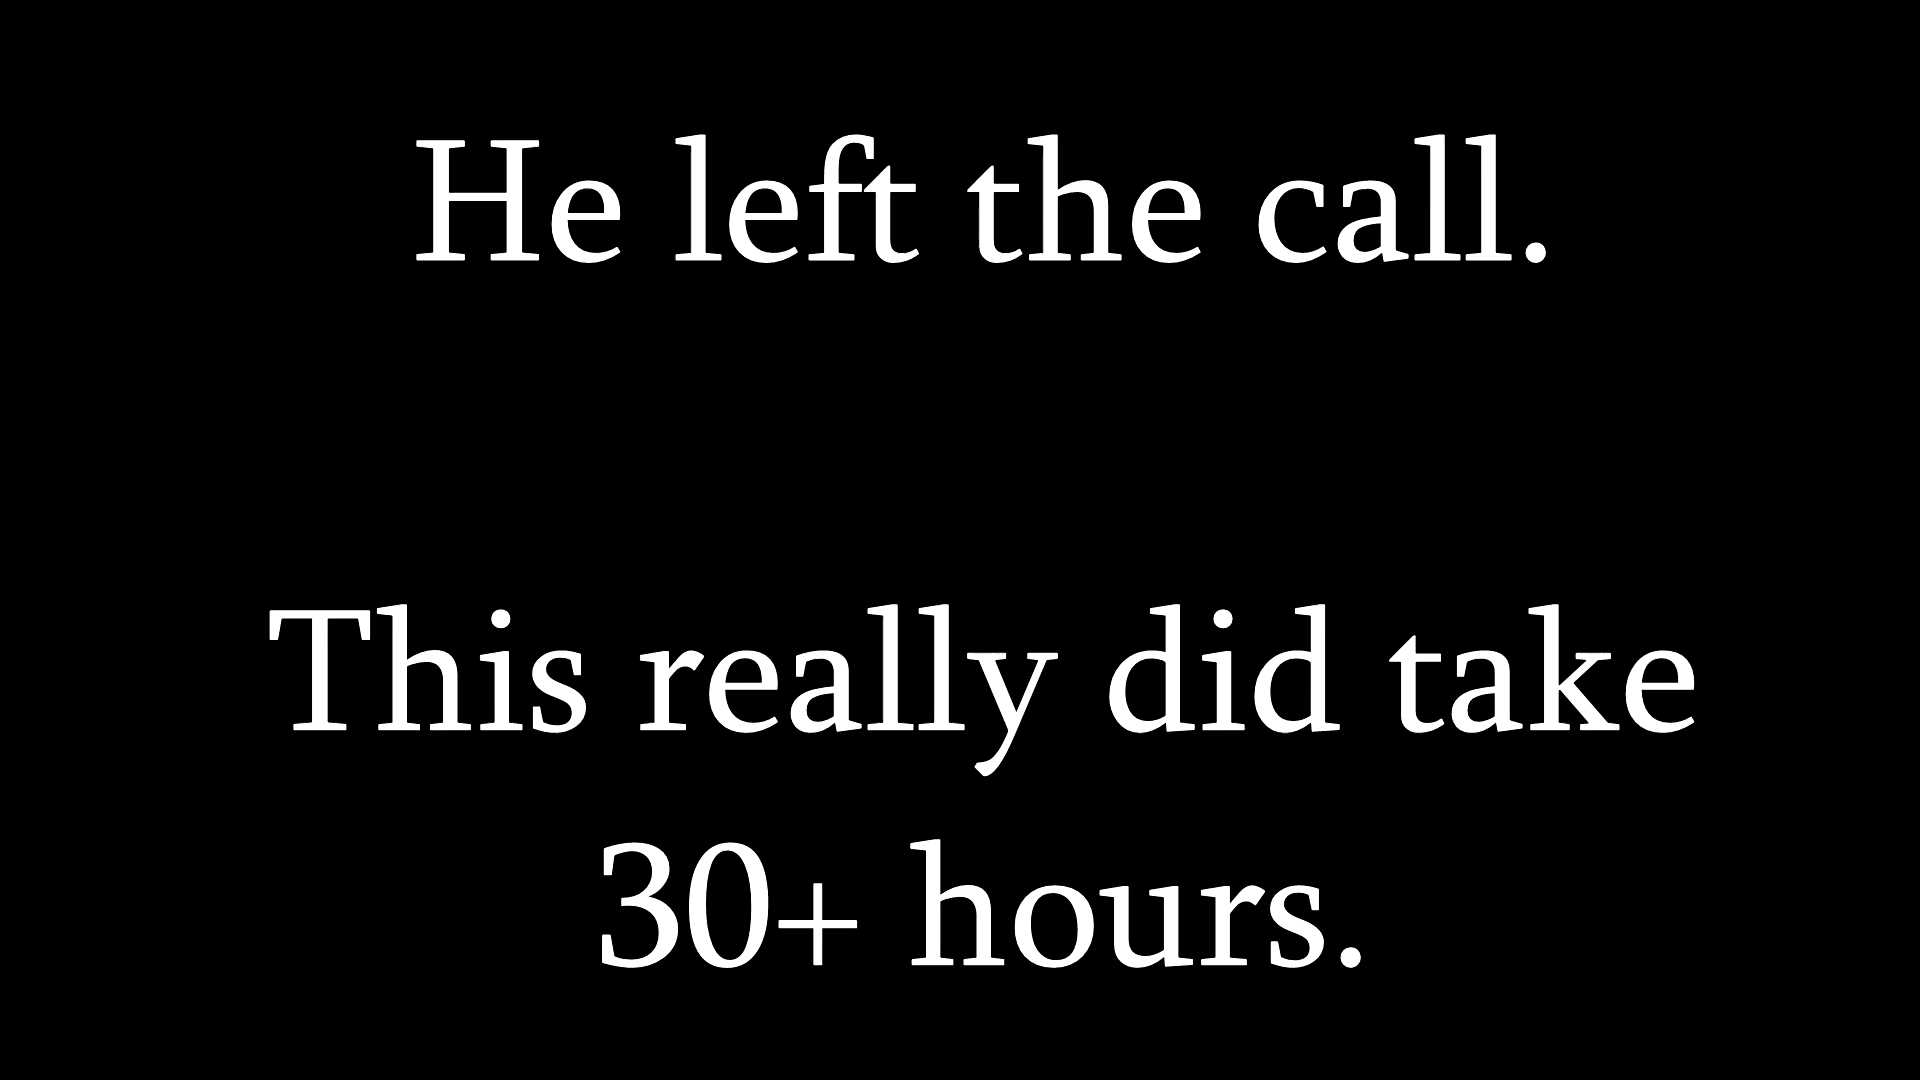 He left the call.
This really did take
30+ hours.